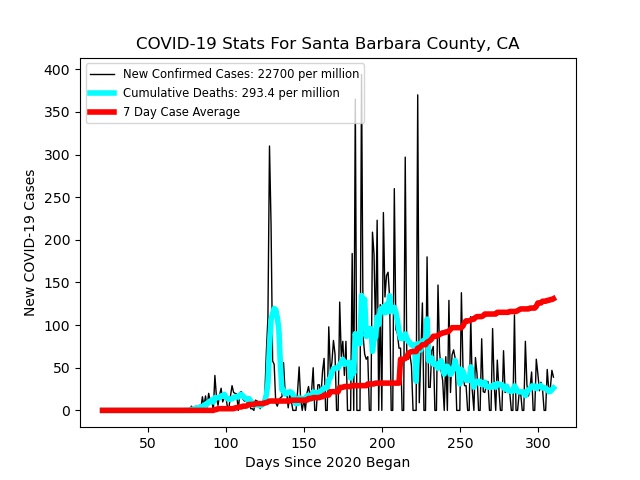 COVID-19 Stats For Santa Barbara County, CA
New Confirmed Cases: 22700 per million
Cumulative Deaths: 293.4 per million
7 Day Case Average
400
350
300
250
200
150
100
50
0
New COVID-19 Cases
50 100 150 200 250 300
Days Since 2020 Began